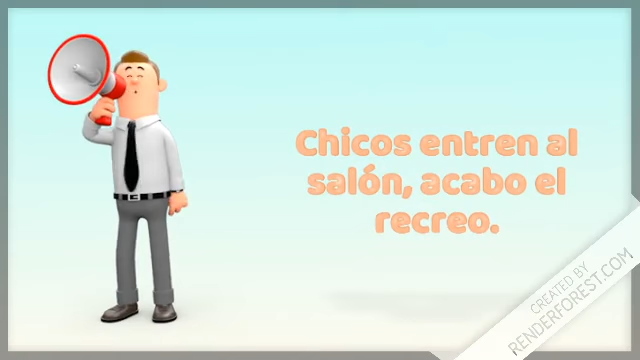 Chicos entren al
salón, acabo el
recreo.
CREATED BY
RENDERFOREST.COM